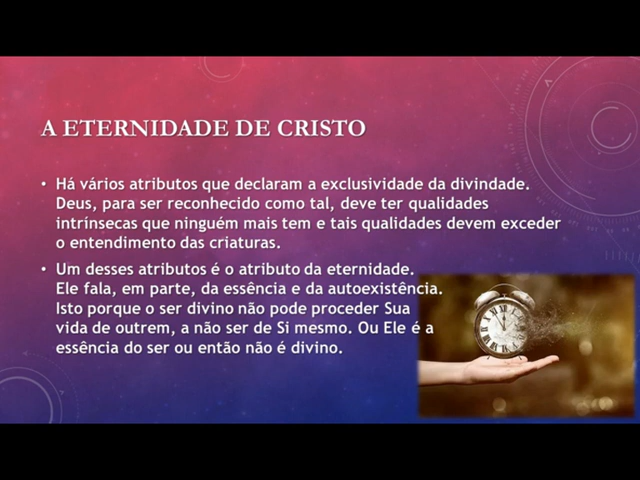 A ETERNIDADE DE CRISTO
• Há vários atributos que declaram a exclusividade da divindade.
Deus, para ser reconhecido como tal, deve ter qualidades
intrínsecas que ninguém mais tem e tais qualidades devem exceder
o entendimento das criaturas.
• Um desses atributos é o atributo da eternidade.
Ele fala, em parte, da essência e da autoexistência.
Isto porque o ser divino não pode proceder Sua
vida de outrem, a não ser de Si mesmo. Ou Ele é a
essência do ser ou então não é divino.